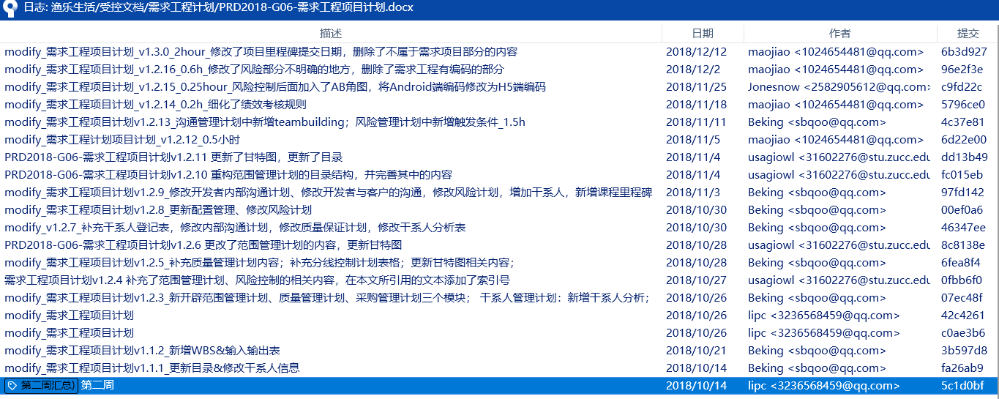 日志: 渔乐生活/受控文档/需求工程计划/PRD2018-G06-需求工程项目计划.docx
描述 日期 作者 提交
modify_需求工程项目计划_v1.3.0_2hour_修改了项目里程碑提交日期，删除了不属于需求项目部分的内容 2018/12/12 maojiao <1024654481@qq.com> 6b3d927
modify_需求工程项目计划_v1.2.16_0.6h_修改了风险部分不明确的地方，删除了需求工程有编码的部分 2018/12/2 maojiao <1024654481@qq.com> 96e2f3e
modify_需求工程项目计划_v1.2.15_0.25hour_风险控制后面加入了AB角图，将Android端编码修改为H5端编码 2018/11/25 Jonesnow <2582905612@qq.com> c9fd22c
modify_需求工程项目计划_v1.2.14_0.2h_细化了绩效考核规则 2018/11/18 maojiao <1024654481@qq.com> 5796ce0
modify_需求工程项目计划v1.2.13_沟通管理计划中新增teambuilding；风险管理计划中新增触发条件_1.5h 2018/11/11 Beking <sbqoo@qq.com> 4c37e81
modify_需求工程计划项目计划_v1.2.12_0.5小时 2018/11/5 maojiao <1024654481@qq.com> 6d22e00
PRD2018-G06-需求工程项目计划v1.2.11 更新了甘特图，更新了目录 2018/11/4 usagiowl <31602276@stu.zucc.edu dd13b49
PRD2018-G06-需求工程项目计划v1.2.10 重构范围管理计划的目录结构，并完善其中的内容 2018/11/4 usagiowl <31602276@stu.zucc.edu fc015eb
modify_需求工程项目计划v1.2.9_修改开发者内部沟通计划、修改开发者与客户的沟通，修改风险计划，增加干系人，新增课程里程碑 2018/11/3 Beking <sbqoo@qq.com> 97fd142
modify_需求工程项目计划v1.2.8_更新配置管理、修改风险计划 2018/10/30 Beking <sbqoo@qq.com> 00ef0a6
modify_v1.2.7_补充干系人登记表，修改内部沟通计划，修改质量保证计划，修改干系人分析表 2018/10/30 Beking <sbqoo@qq.com> 46347ee
PRD2018-G06-需求工程项目计划v1.2.6 更改了范围管理计划的内容，更新甘特图 2018/10/28 usagiowl <31602276@stu.zucc.edu 8c8138e
modify_需求工程项目计划v1.2.5_补充质量管理计划内容；补充分线控制计划表格；更新甘特图相关内容； 2018/10/28 Beking <sbqoo@qq.com> 6fea8f4
需求工程项目计划v1.2.4 补充了范围管理计划、风险控制的相关内容，在本文所引用的文本添加了索引号 2018/10/27 usagiowl <31602276@stu.zucc.edu 0fbb6f0
modify_需求工程项目计划v1.2.3_新开辟范围管理计划、质量管理计划、采购管理计划三个模块； 干系人管理计划：新增干系人分析； 2018/10/26 Beking <sbqoo@qq.com> 07ec48f
modify_需求工程项目计划 2018/10/26 lipc <3236568459@qq.com> 42c4261
modify_需求工程项目计划 2018/10/26 lipc <3236568459@qq.com> c0ae3b6
modify_需求工程项目计划v1.1.2_新增WBS&输入输出表 2018/10/21 Beking <sbqoo@qq.com> 3b597d8
modify_需求工程项目计划v1.1.1_更新目录&修改干系人信息 2018/10/14 Beking <sbqoo@qq.com> fa26ab9
第二周汇总) 第二周 2018/10/14 lipc <3236568459@qq.com> 5c1d0bf